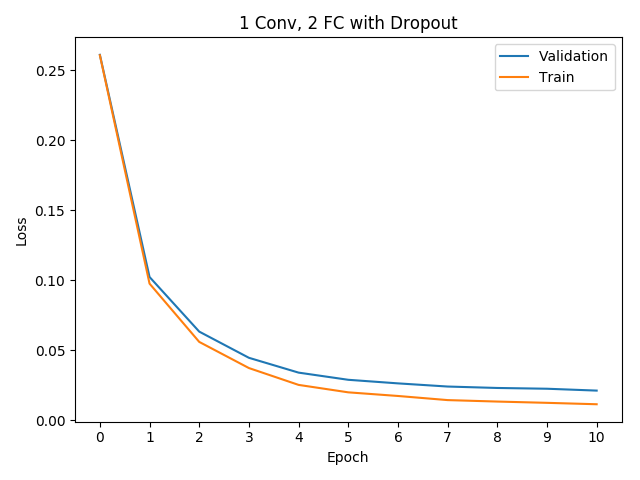 1 Conv, 2 FC with Dropout
Validation
Train
0.25
0.20
0.15
0.10
0.05
0.00
Loss
0 1 2 3 4 5 6 7 8 9 10
Epoch